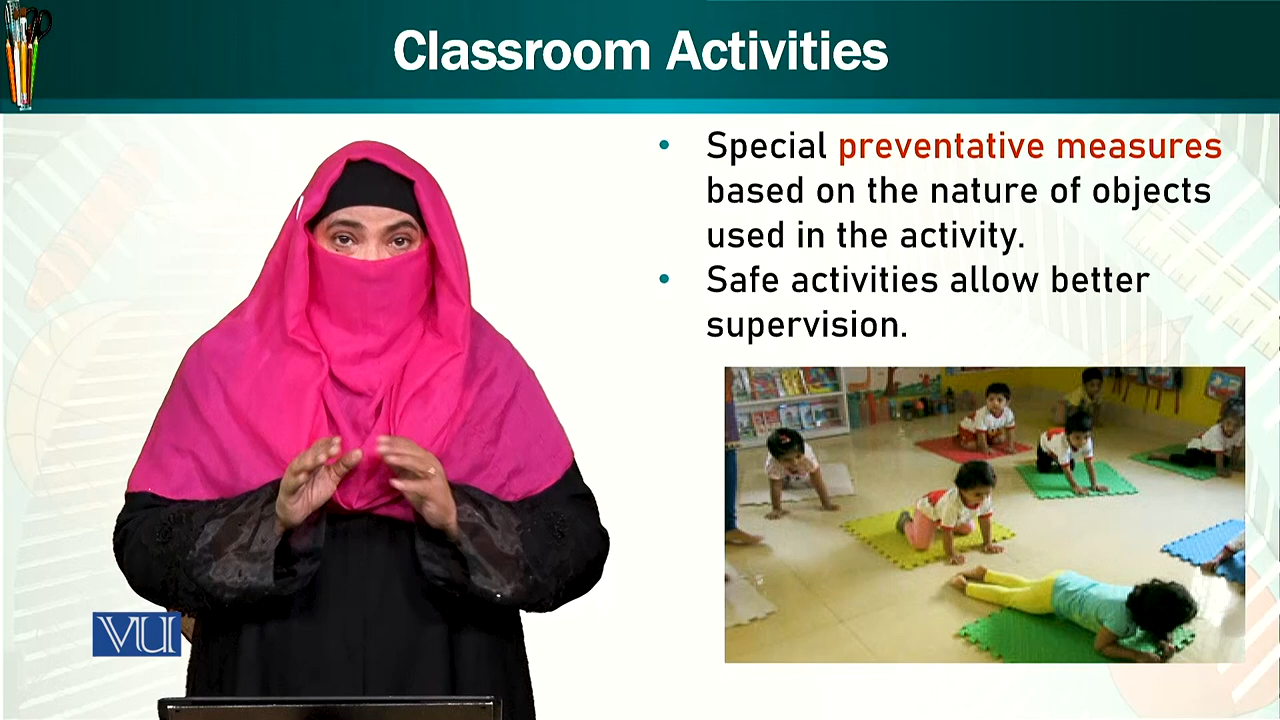 Classroom Activities
• Special preventative measures
based on the nature of objects
used in the activity.
• Safe activities allow better
supervision.
VU